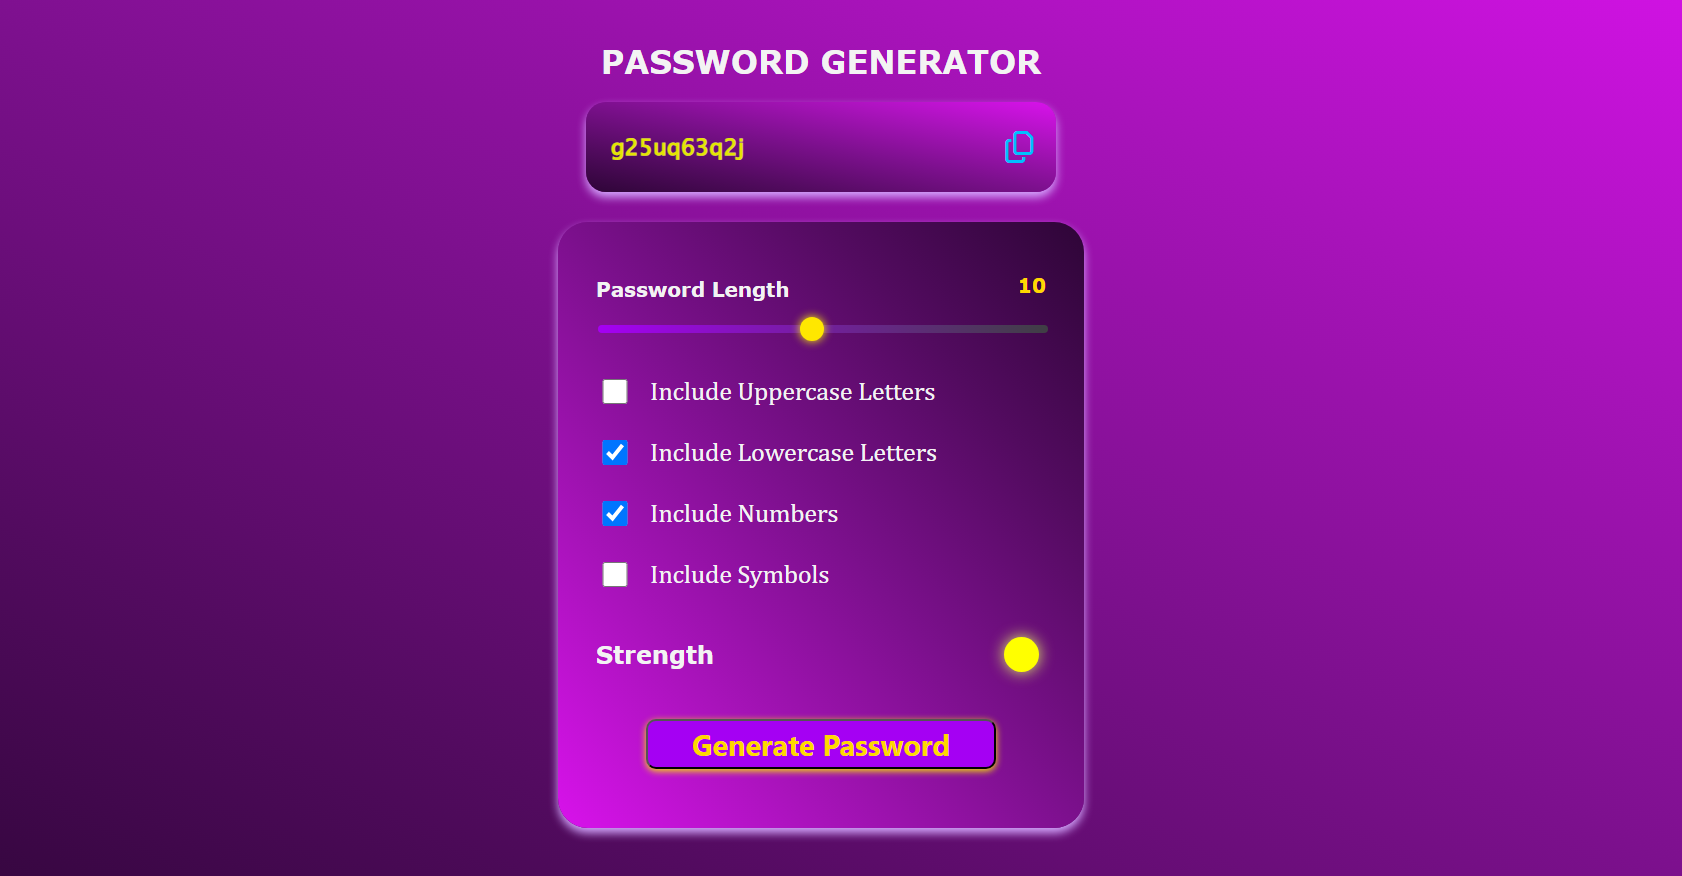 PASSWORD GENERATOR
g25uq63q2j
Password Length 10
Include Uppercase Letters
Include Lowercase Letters
Include Numbers
Include Symbols
Strength
Generate Password